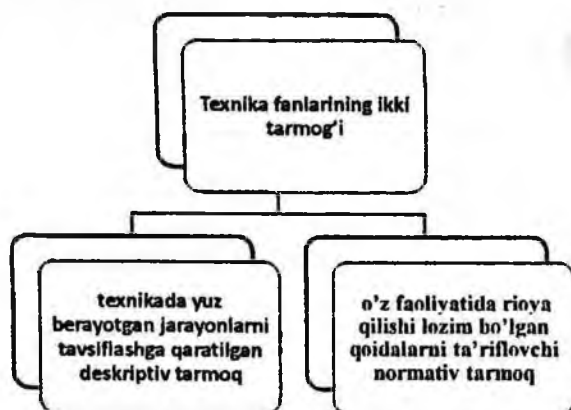 Texnika fanlarining ikki
tarmog‘i
texnikada yuz
berayotgan jarayonlarni
tavsiflashga qaratilgan
deskriptiv tarmoq
o’z faoliyatida rioya
qilishi lozim bo’lgan
qoidalarni ta’riflovchi
normativ tarmoq